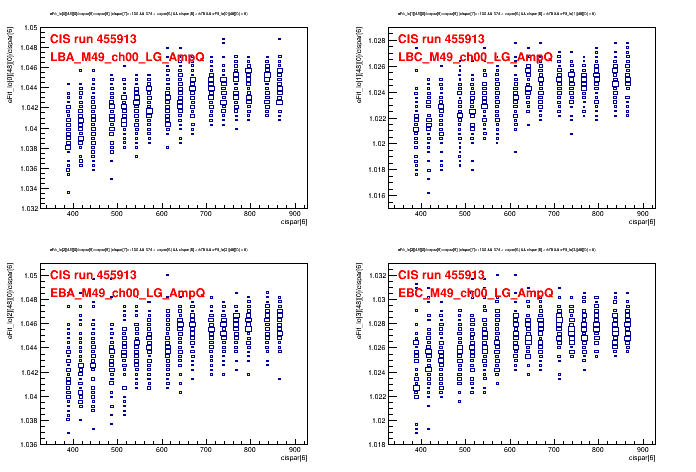 CIS run 455913
LBA_M49_ch00_LG_AmpQ
1.05
1.048
1.046
1.044
1.042
1.04
1.038
1.036
1.034
1.032
400 500 600 700 800 900
cispar[6]
CIS run 455913
LBC_M49_ch00_LG_AmpQ
1.028
1.026
1.024
1.022
1.02
1.018
1.016
400 500 600 700 800 900
cispar[6]
CIS run 455913
EBA_M49_ch00_LG_AmpQ
1.05
1.048
1.046
1.044
1.042
1.04
1.038
1.036
400 500 600 700 800 900
cispar[6]
CIS run 455913
EBC_M49_ch00_LG_AmpQ
1.032
1.03
1.028
1.026
1.024
1.022
1.02
1.018
400 500 600 700 800 900
cispar[6]